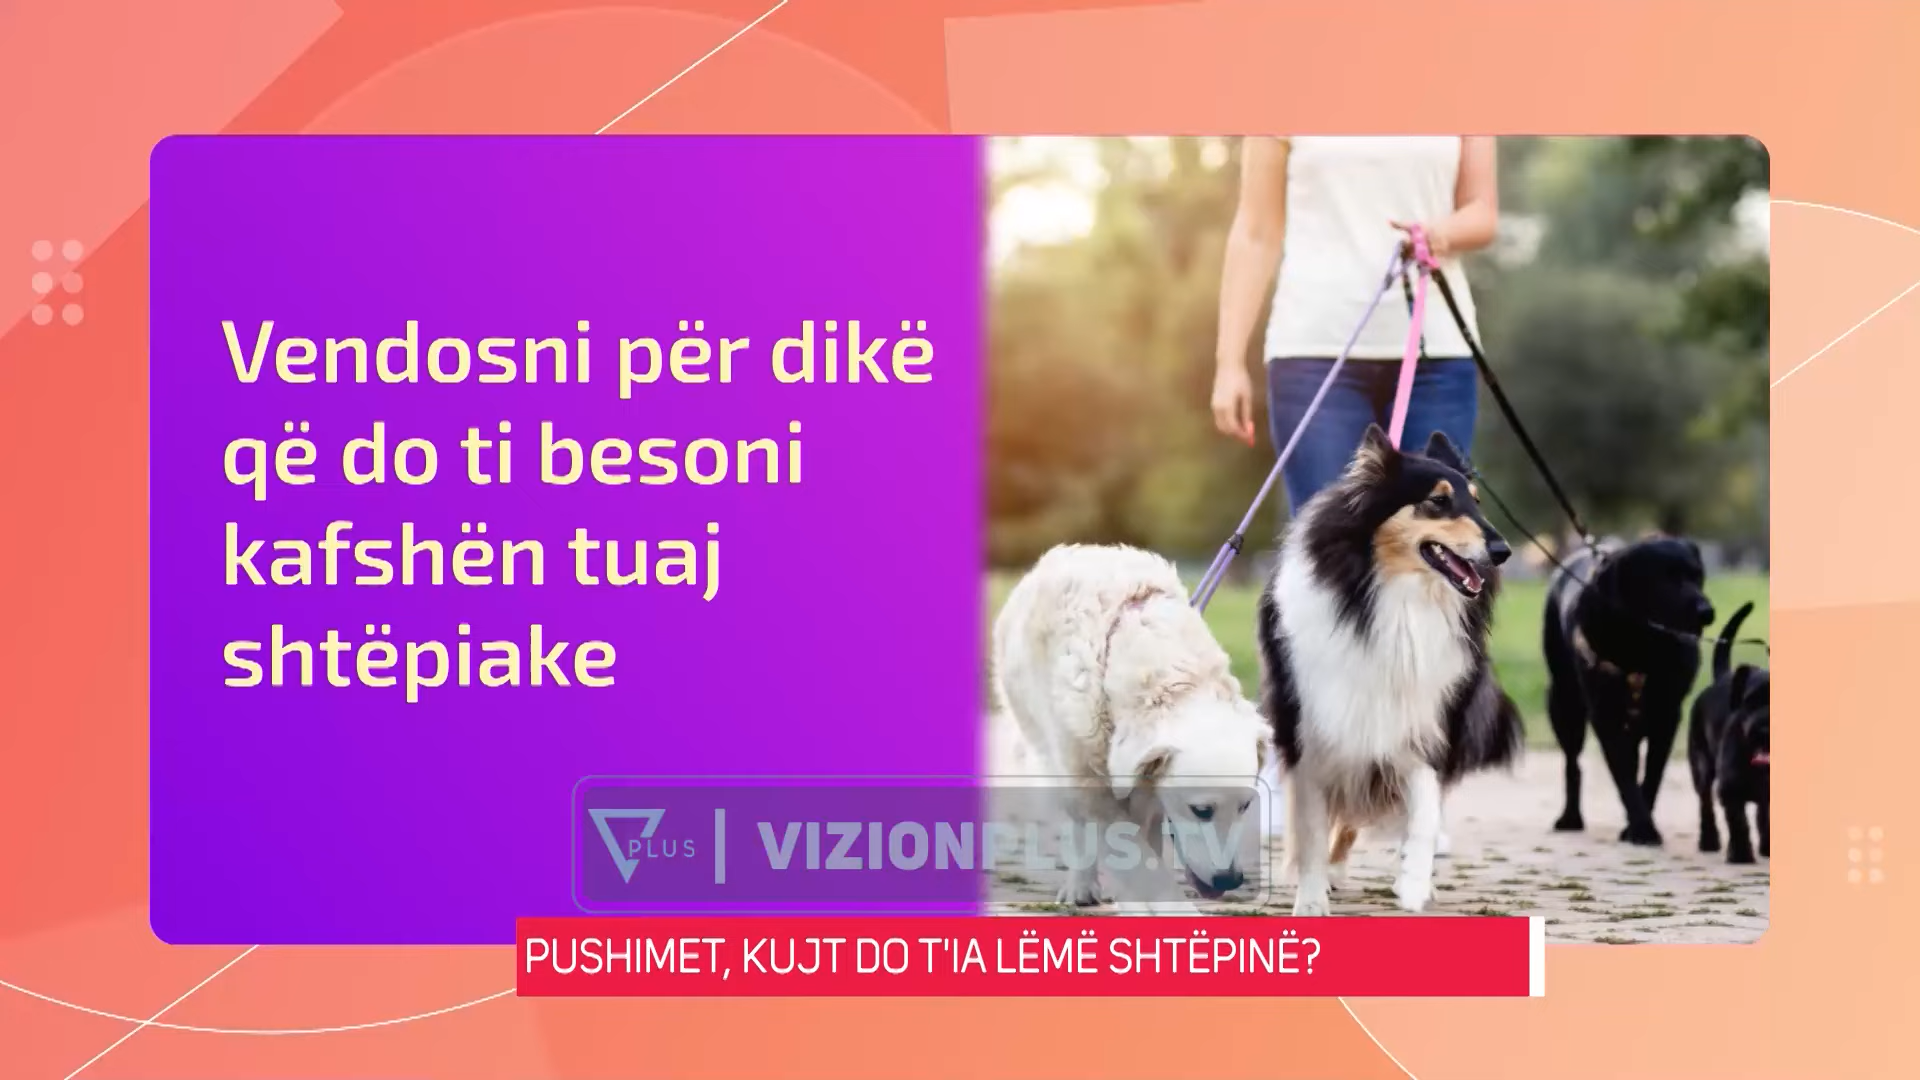 Vendosni për dikë
që do ti besoni
kafshën tuaj
shtëpiake
PLUS | VIZIONPLUS.TV
PUSHIMET, KUJT DO T'IA LËMË SHTËPINË?